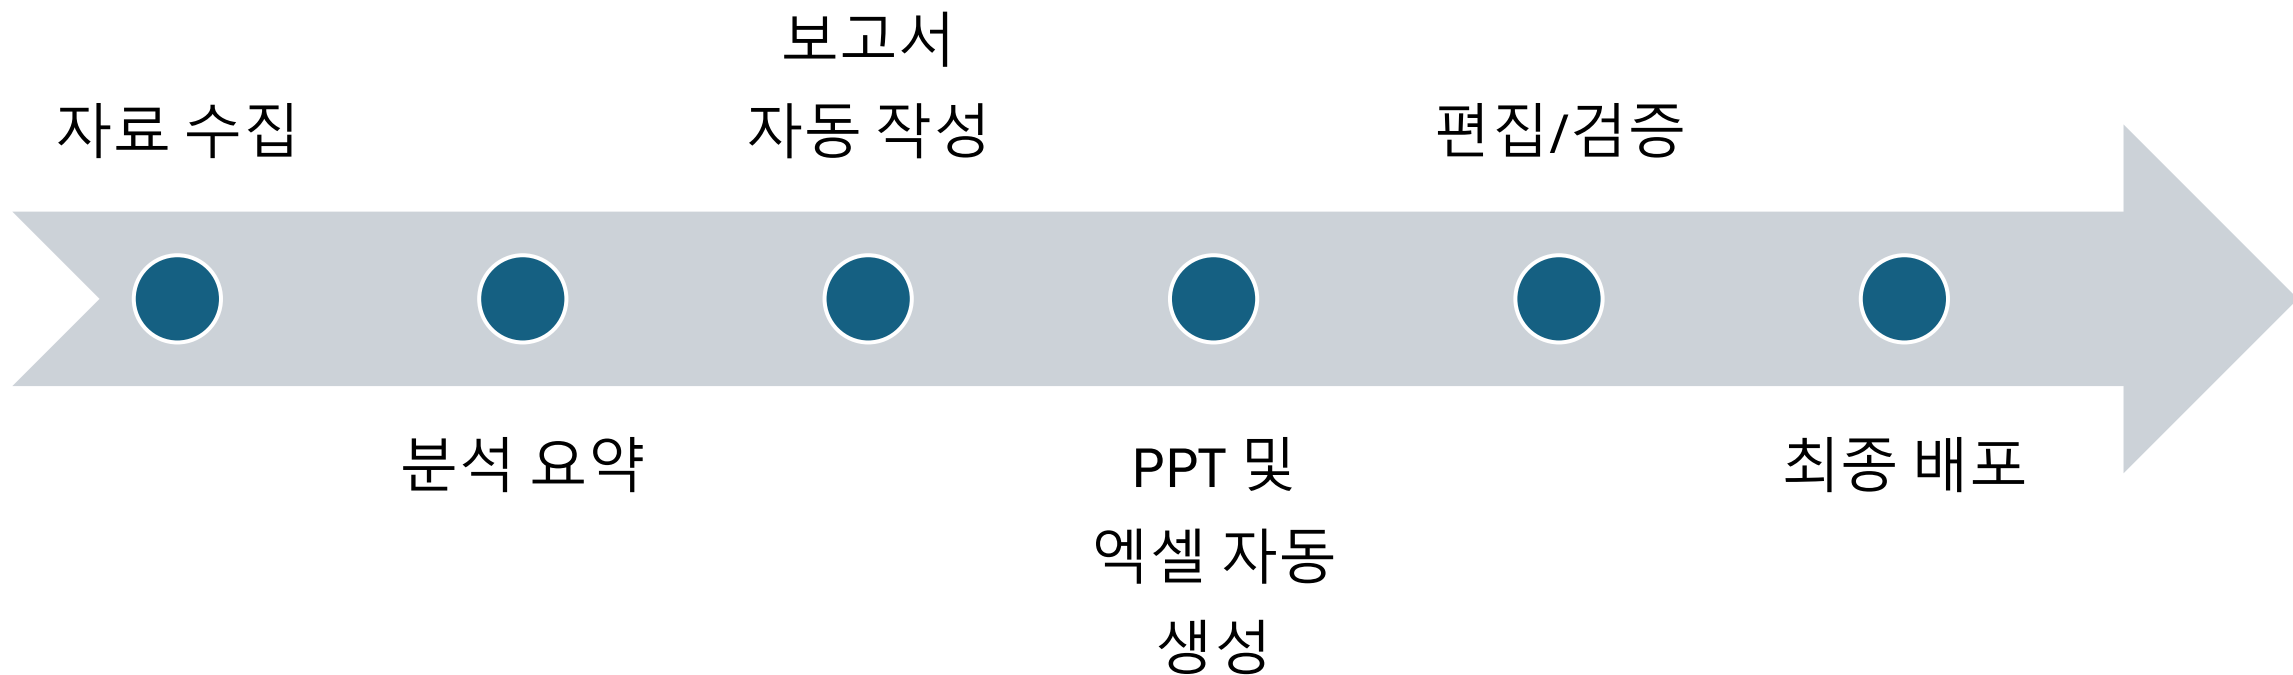 자료 수집
분석 요약
보고서
자동 작성
PPT 및
엑셀 자동
생성
편집/검증
최종 배포